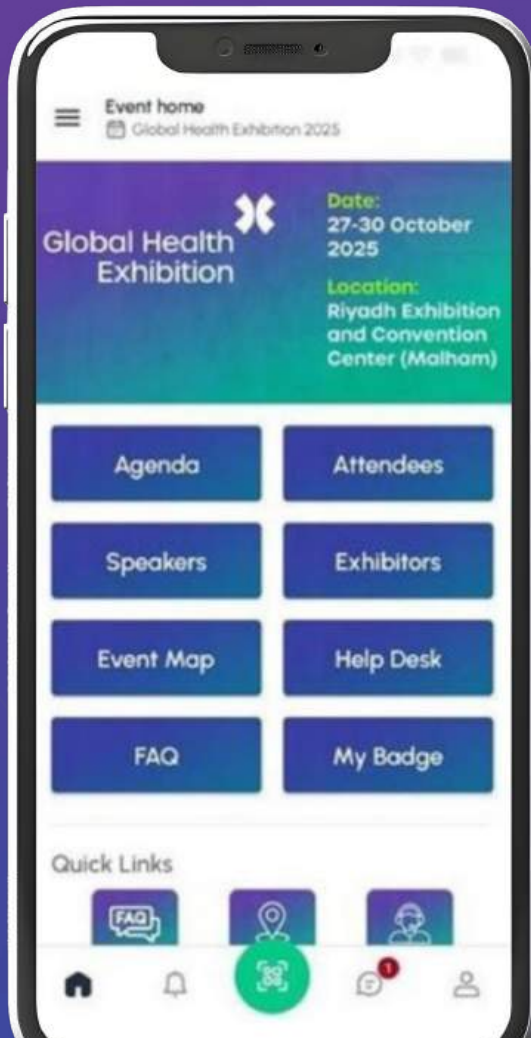 Event home
Global Health Exhibition 2025
Global Health
Exhibition
Date:
27-30 October
2025
Location:
Riyadh Exhibition
and Convention
Center (Malham)
Agenda
Attendees
Speakers
Exhibitors
Event Map
Help Desk
FAQ
My Badge
Quick Links
FAQ
1